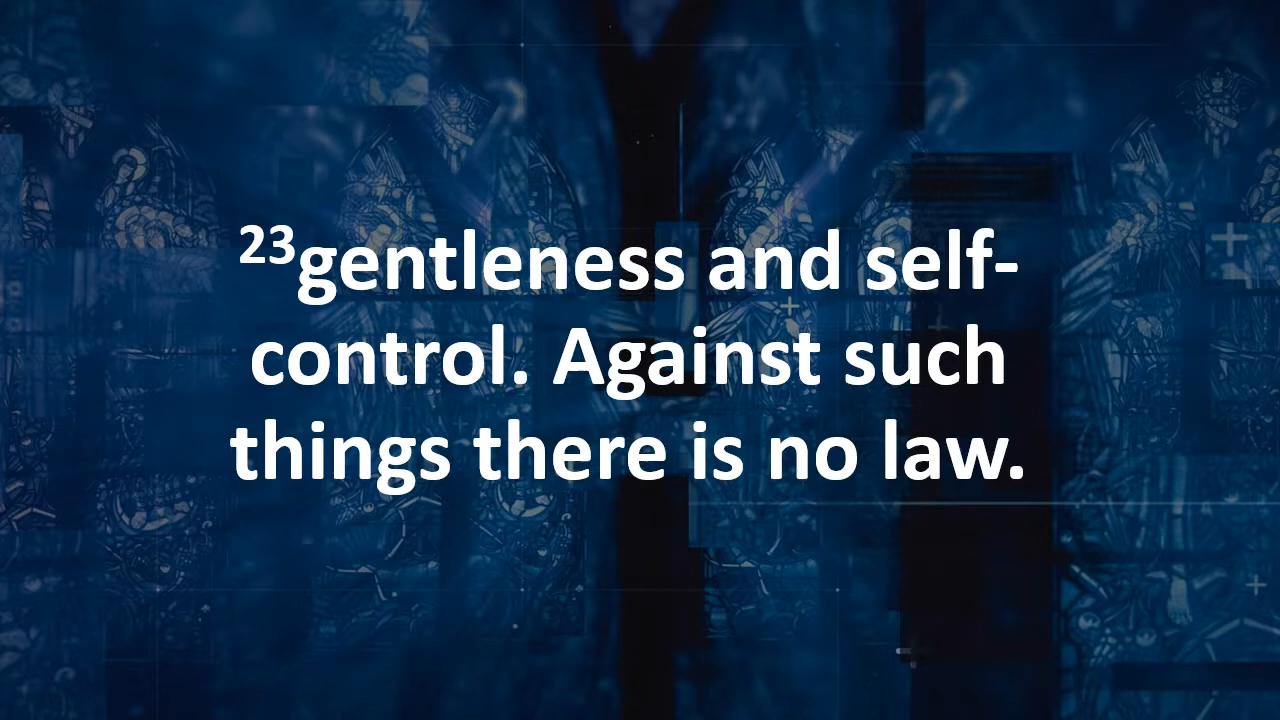 ²³gentleness and self-
control. Against such
things there is no law.